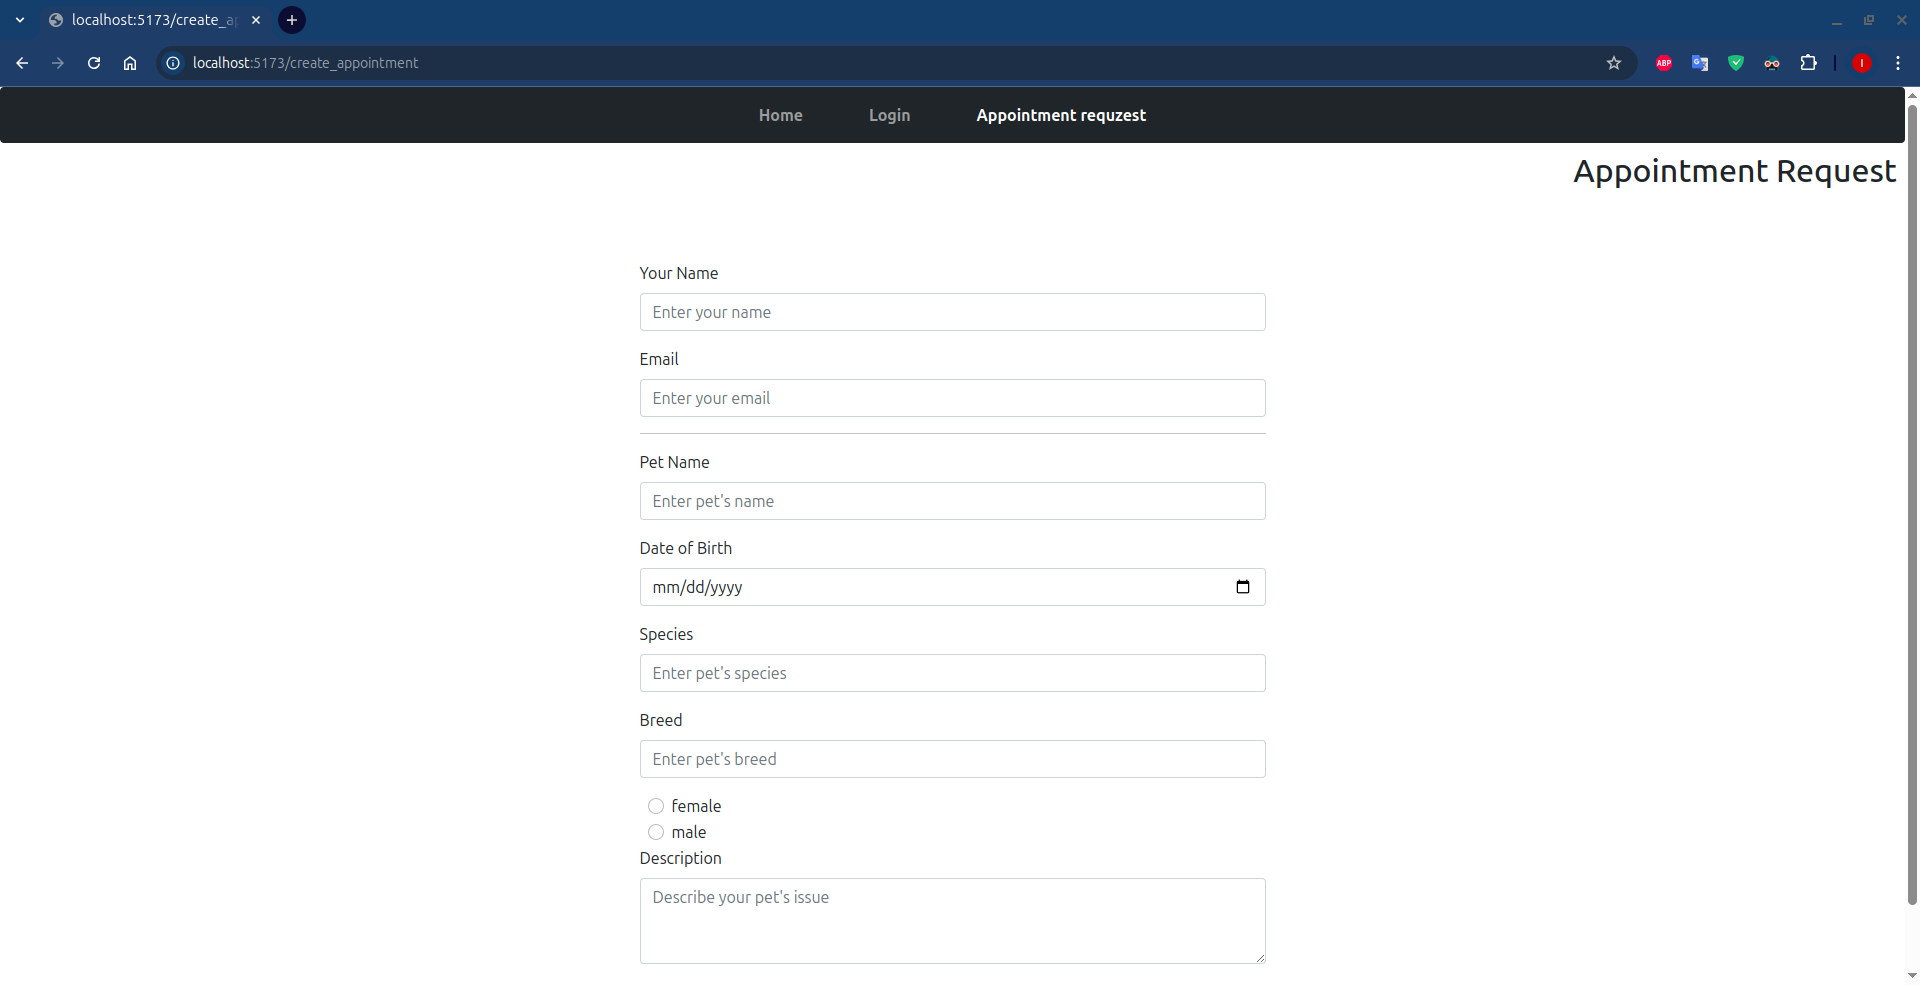 localhost:5173/create_ap
localhost:5173/create_appointment
ABP
G
I
Home Login Appointment requzest
Appointment Request
Your Name
Enter your name
Email
Enter your email
Pet Name
Enter pet's name
Date of Birth
mm/dd/yyyy
Species
Enter pet's species
Breed
Enter pet's breed
female
male
Description
Describe your pet's issue